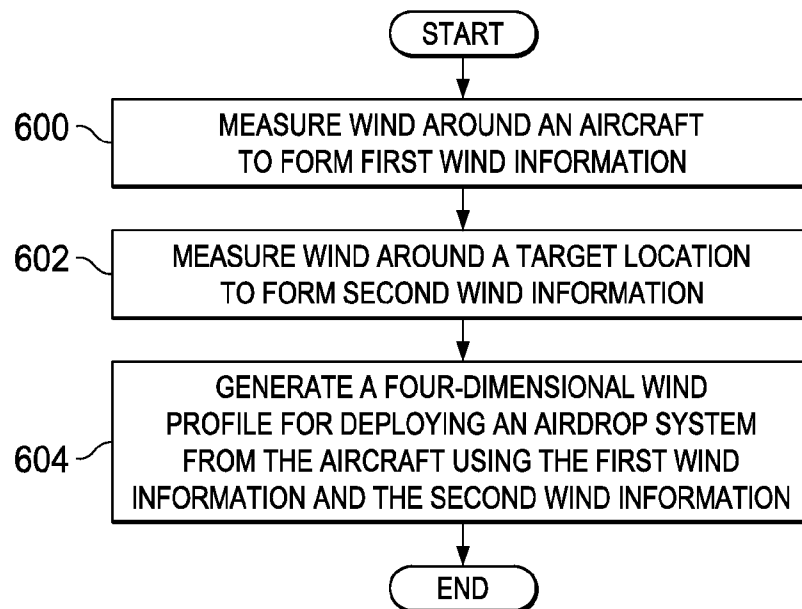 START
600
MEASURE WIND AROUND AN AIRCRAFT
TO FORM FIRST WIND INFORMATION
602
MEASURE WIND AROUND A TARGET LOCATION
TO FORM SECOND WIND INFORMATION
604
GENERATE A FOUR-DIMENSIONAL WIND
PROFILE FOR DEPLOYING AN AIRDROP SYSTEM
FROM THE AIRCRAFT USING THE FIRST WIND
INFORMATION AND THE SECOND WIND INFORMATION
END